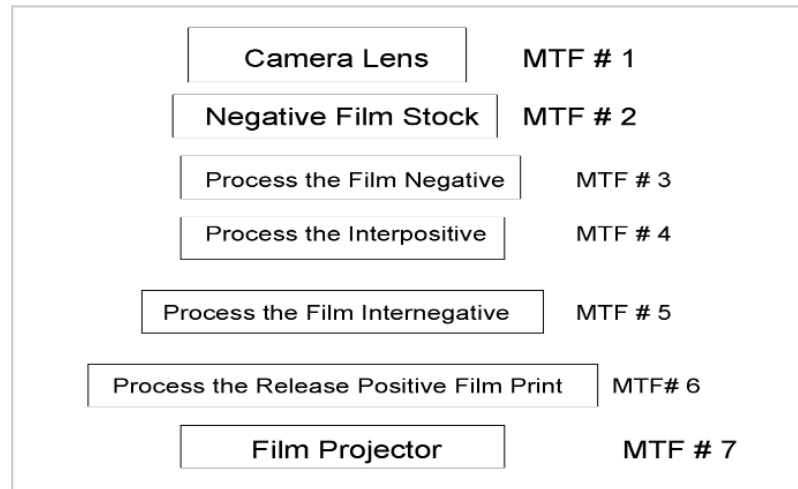 Camera Lens MTF # 1
Negative Film Stock MTF # 2
Process the Film Negative MTF # 3
Process the Interpositive MTF # 4
Process the Film Internegative MTF # 5
Process the Release Positive Film Print MTF# 6
Film Projector MTF # 7